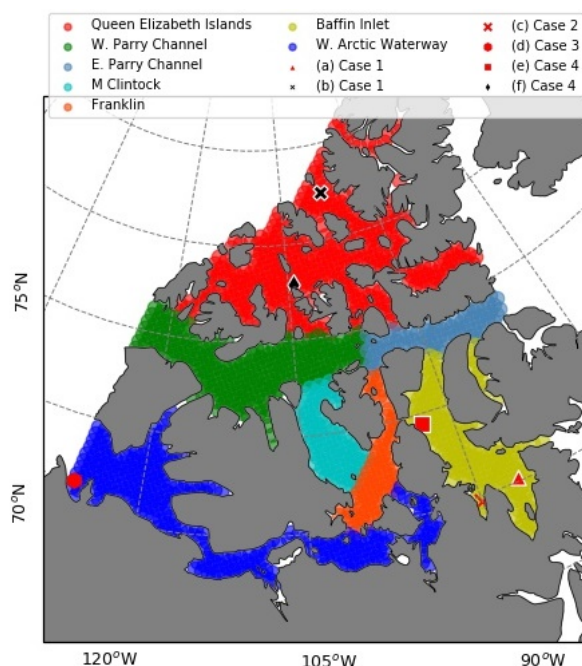 Queen Elizabeth Islands
W. Parry Channel
E. Parry Channel
M Clintock
Franklin
Baffin Inlet
W. Arctic Waterway
(a) Case 1
(b) Case 1
(c) Case 2
(d) Case 3
(e) Case 4
(f) Case 4
75°N
70°N
120°W
105°W
90°W